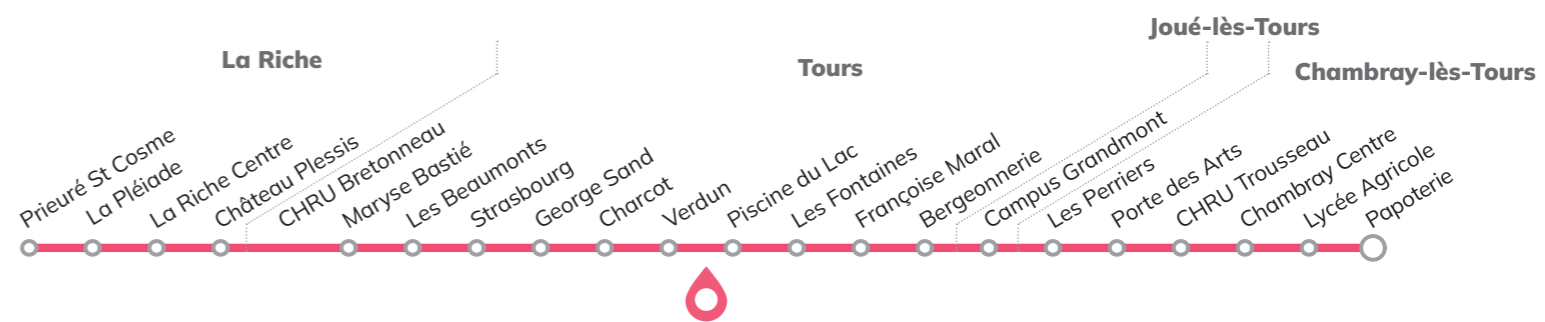 La Riche
Tours
Joué-lès-Tours
Chambray-lès-Tours
Prieuré St Cosme
La Pléiade
La Riche Centre
Château Plessis
CHRU Bretonneau
Maryse Bastié
Les Beaumonts
Strasbourg
George Sand
Charcot
Verdun
Piscine du Lac
Les Fontaines
Françoise Maral
Bergeonnerie
Campus Grandmont
Les Perriers
Porte des Arts
CHRU Trousseau
Chambray Centre
Lycée Agricole
Papoterie